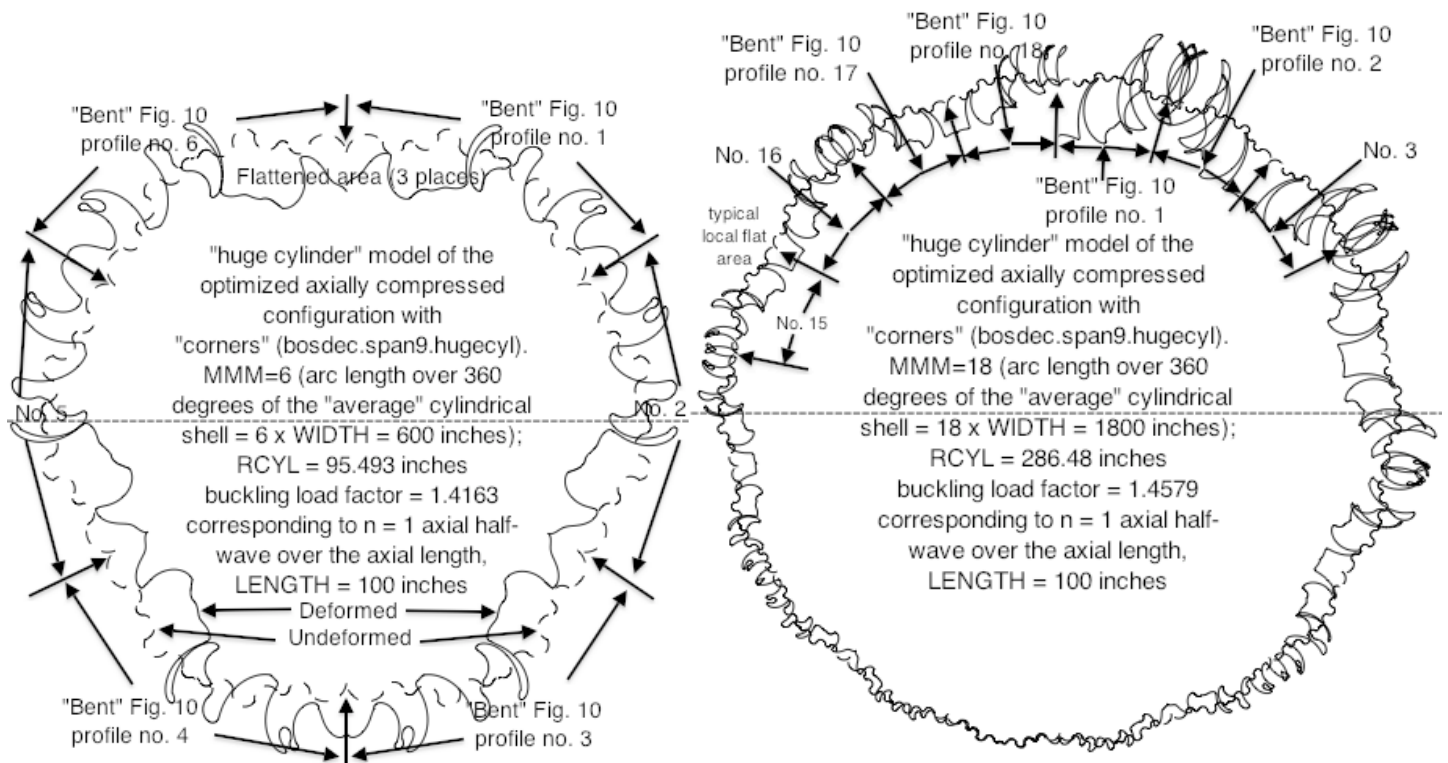 "Bent" Fig. 10
profile no. 6
"Bent" Fig. 10
profile no. 1
Flattened area (3 places)
"huge cylinder" model of the
optimized axially compressed
configuration with
"corners" (bosdec.span9.hugecyl).
MMM=6 (arc length over 360
degrees of the "average" cylindrical
shell = 6 x WIDTH = 600 inches);
RCYL = 95.493 inches
buckling load factor = 1.4163
corresponding to n = 1 axial half-
wave over the axial length,
LENGTH = 100 inches
No. 5
No. 2
Deformed
Undeformed
"Bent" Fig. 10
profile no. 4
"Bent" Fig. 10
profile no. 3
"Bent" Fig. 10
profile no. 17
"Bent" Fig. 10
profile no. 18
"Bent" Fig. 10
profile no. 2
No. 16
No. 3
"Bent" Fig. 10
profile no. 1
typical
local flat
area
No. 15
"huge cylinder" model of the
optimized axially compressed
configuration with
"corners" (bosdec.span9.hugecyl).
MMM=18 (arc length over 360
degrees of the "average" cylindrical
shell = 18 x WIDTH = 1800 inches);
RCYL = 286.48 inches
buckling load factor = 1.4579
corresponding to n = 1 axial half-
wave over the axial length,
LENGTH = 100 inches